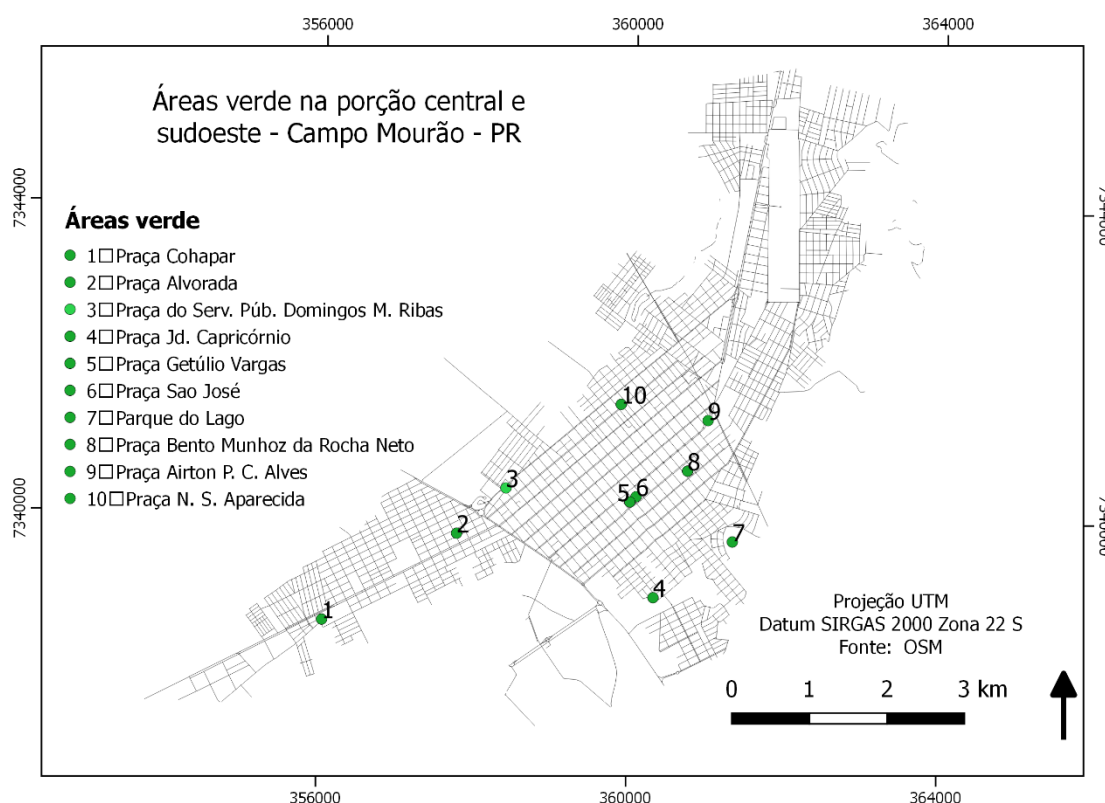 356000
360000
364000
Áreas verde na porção central e
sudoeste - Campo Mourão - PR
7344000
7344000
Áreas verde
1□Praça Cohapar
2□Praça Alvorada
3□Praça do Serv. Púb. Domingos M. Ribas
4□Praça Jd. Capricórnio
5□Praça Getúlio Vargas
6□Praça Sao José
7□Parque do Lago
8□Praça Bento Munhoz da Rocha Neto
9□Praça Airton P. C. Alves
10□Praça N. S. Aparecida
10
9
8
3
5
6
7340000
7340000
2
7
4
1
Projeção UTM
Datum SIRGAS 2000 Zona 22 S
Fonte: OSM
0 1 2 3 km
356000
360000
364000